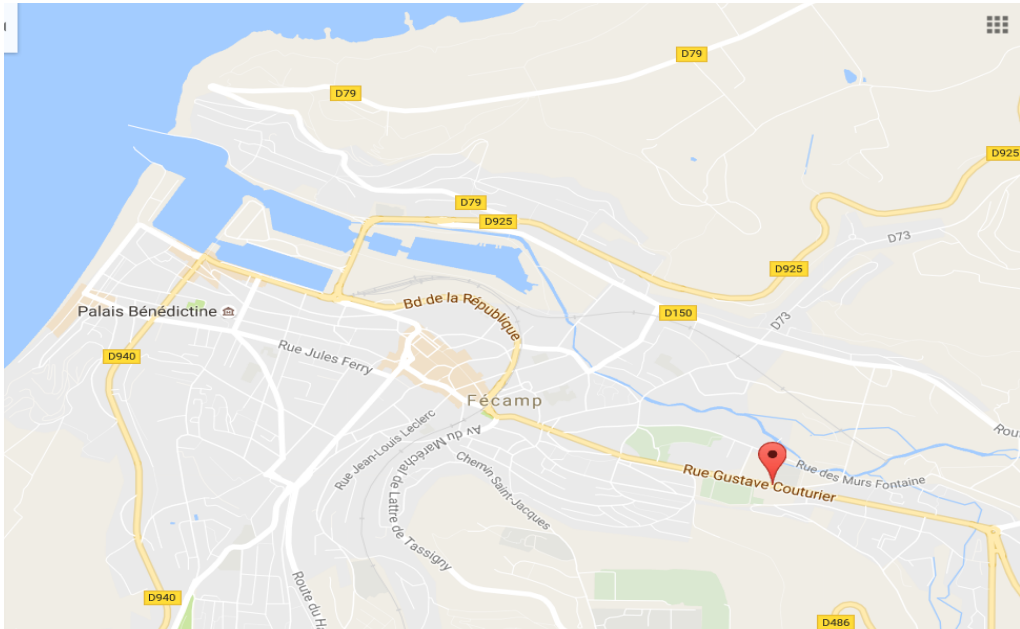 D79
D79
D925
D79
D925
D73
D925
Palais Bénédictine
Bd de la République
D150
D73
D940
Rue Jules Ferry
Fécamp
Rue Jean-Louis Leclerc
Av du Maréchal de Lattre de Tassigny
Chemin Saint-Jacques
Rue Gustave Couturier
Rue des Murs Fontaine
Rout
Route du Ha
D940
D486